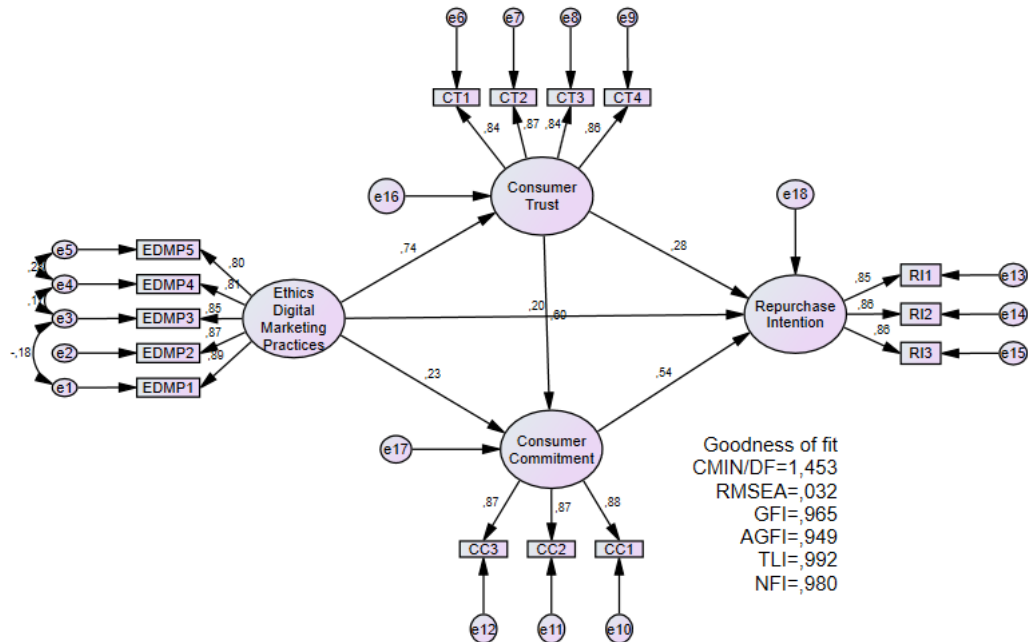 e6
e7
e8
e9
CT1
CT2
CT3
CT4
,84
,87
,84
,86
Consumer
Trust
e16
e18
e5
EDMP5
,80
e4
EDMP4
,81
e3
EDMP3
,85
e2
EDMP2
,87
e1
EDMP1
,89
-,18
Ethics
Digital
Marketing
Practices
,74
,28
,20
,60
,23
,54
Repurchase
Intention
,85
RI1
e13
,86
RI2
e14
,86
RI3
e15
e17
Consumer
Commitment
,87
,87
,88
CC3
CC2
CC1
e12
e11
e10
Goodness of fit
CMIN/DF=1,453
RMSEA=,032
GFI=,965
AGFI=,949
TLI=,992
NFI=,980